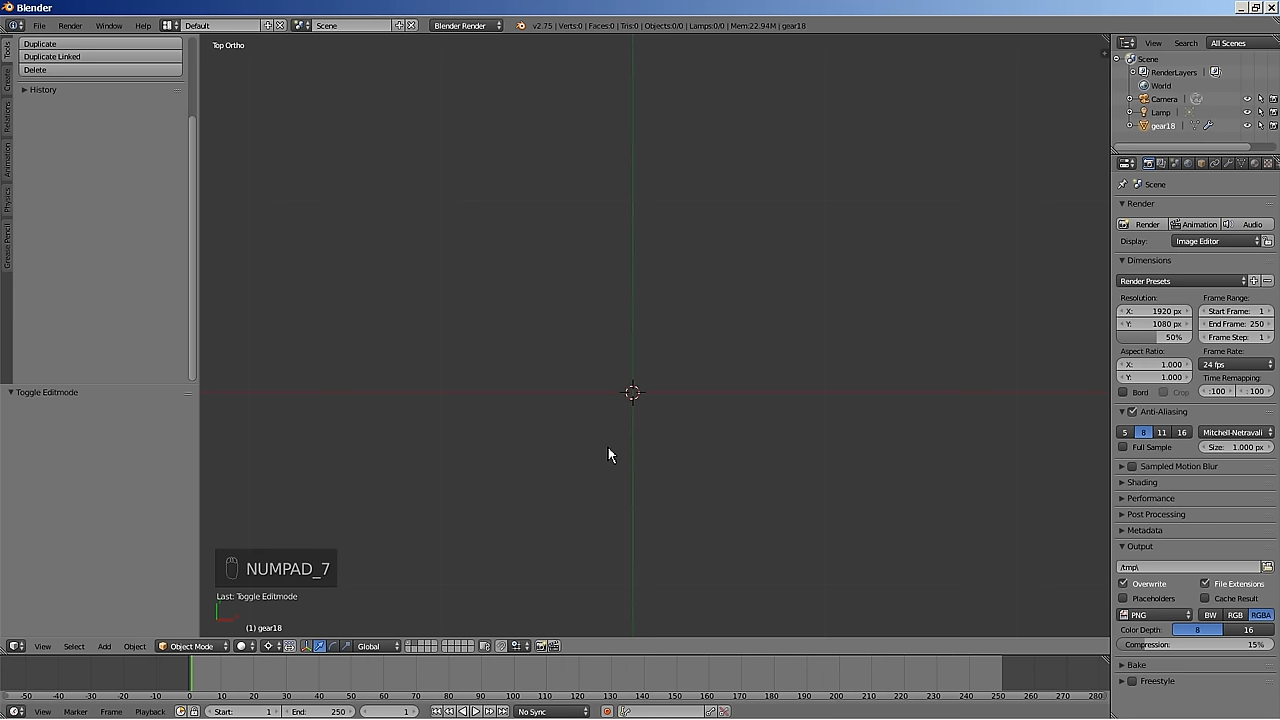 Blender
File Render Window Help Default Scene Blender Render v2.75 | Verts:0 | Faces:0 | Tris:0 | Objects:0/0 | Lamps:0/0 | Mem:22.94M | gear18
Duplicate
Duplicate Linked
Delete
History
Tools
Create
Relations
Animation
Physics
Grease Pencil
Toggle Editmode
Top Ortho
NUMPAD_7
Last: Toggle Editmode
(1) gear18
View Select Add Object Object Mode Global
View Search All Scenes
Scene
RenderLayers
World
Camera
Lamp
gear18
Scene
Render
Render Animation Audio
Display: Image Editor
Dimensions
Render Presets
Resolution: Frame Range:
X: 1920 px Start Frame: 1
Y: 1080 px End Frame: 250
50% Frame Step: 1
Aspect Ratio: Frame Rate:
X: 1.000 24 fps
Y: 1.000 Time Remapping:
Bord Crop :100 : 100
Anti-Aliasing
5 8 11 16 Mitchell-Netravali
Full Sample Size: 1.000 px
Sampled Motion Blur
Shading
Performance
Post Processing
Metadata
Output
/tmp\
Overwrite File Extensions
Placeholders Cache Result
PNG BW RGB RGBA
Color Depth: 8 16
Compression: 15%
Bake
Freestyle
-50 -40 -30 -20 -10 0 10 20 30 40 50 60 70 80 90 100 110 120 130 140 150 160 170 180 190 200 210 220 230 240 250 260 270 280
View Marker Frame Playback Start: 1 End: 250 1 No Sync